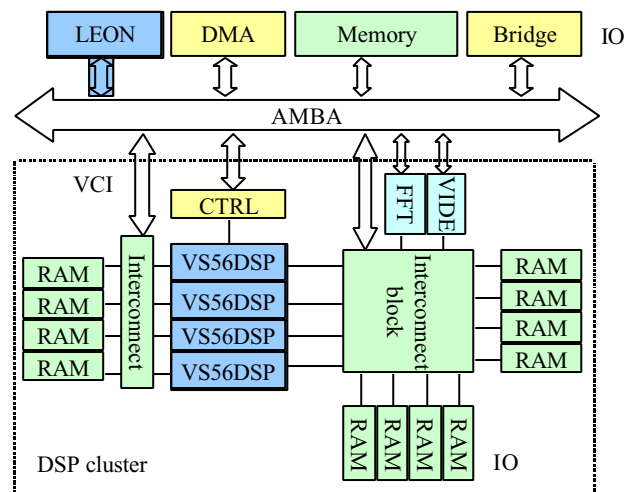 LEON
DMA
Memory
Bridge
IO
AMBA
VCI
CTRL
FFT
VIDE
RAM
RAM
RAM
RAM
Interconnect
VS56DSP
VS56DSP
VS56DSP
VS56DSP
Interconnect
block
RAM
RAM
RAM
RAM
RAM
RAM
RAM
RAM
DSP cluster
IO